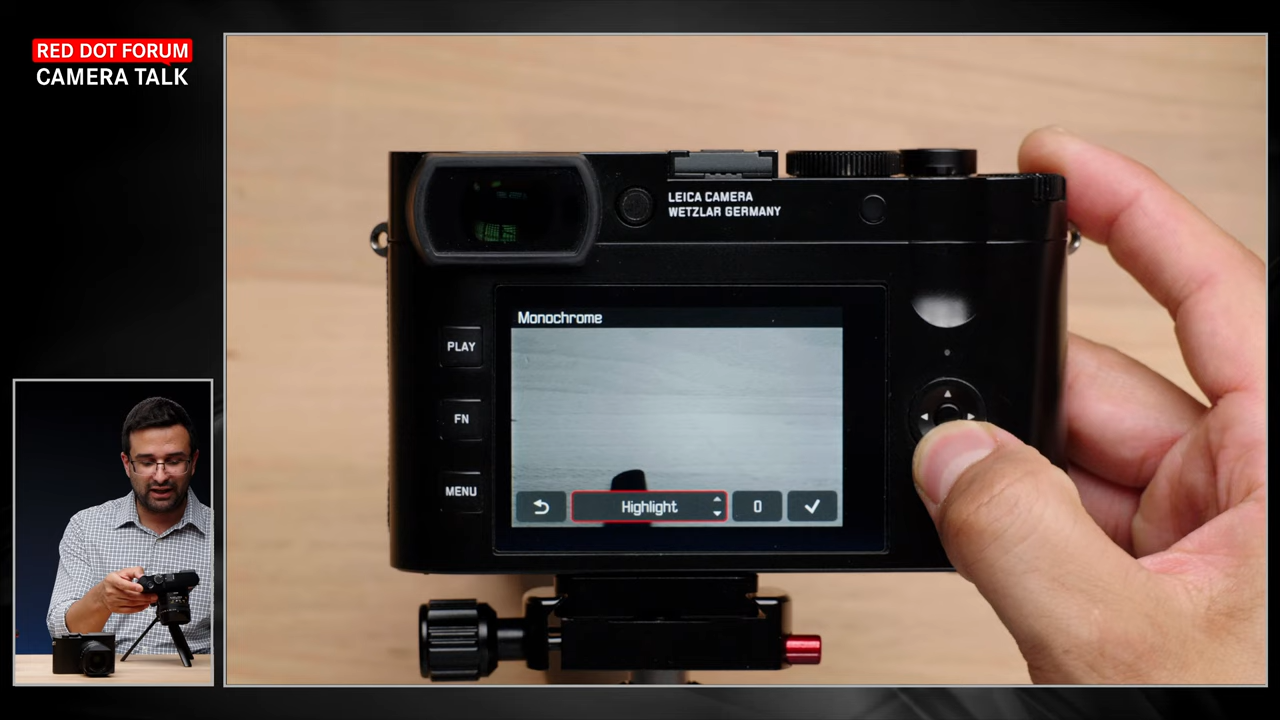 RED DOT FORUM
CAMERA TALK
LEICA CAMERA
WETZLAR GERMANY
Monochrome
PLAY
FN
MENU
Highlight
0